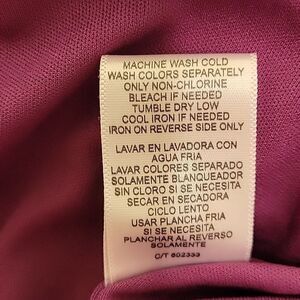 MACHINE WASH COLD
WASH COLORS SEPARATELY
ONLY NON-CHLORINE
BLEACH IF NEEDED
TUMBLE DRY LOW
COOL IRON IF NEEDED
IRON ON REVERSE SIDE ONLY
LAVAR EN LAVADORA CON
AGUA FRIA
LAVAR COLORES SEPARADO
SOLAMENTE BLANQUEADOR
SIN CLORO SI SE NECESITA
SECAR EN SECADORA
CICLO LENTO
USAR PLANCHA FRIA
SI SE NECESITA
PLANCHAR AL REVERSO
SOLAMENTE
C/T 602333